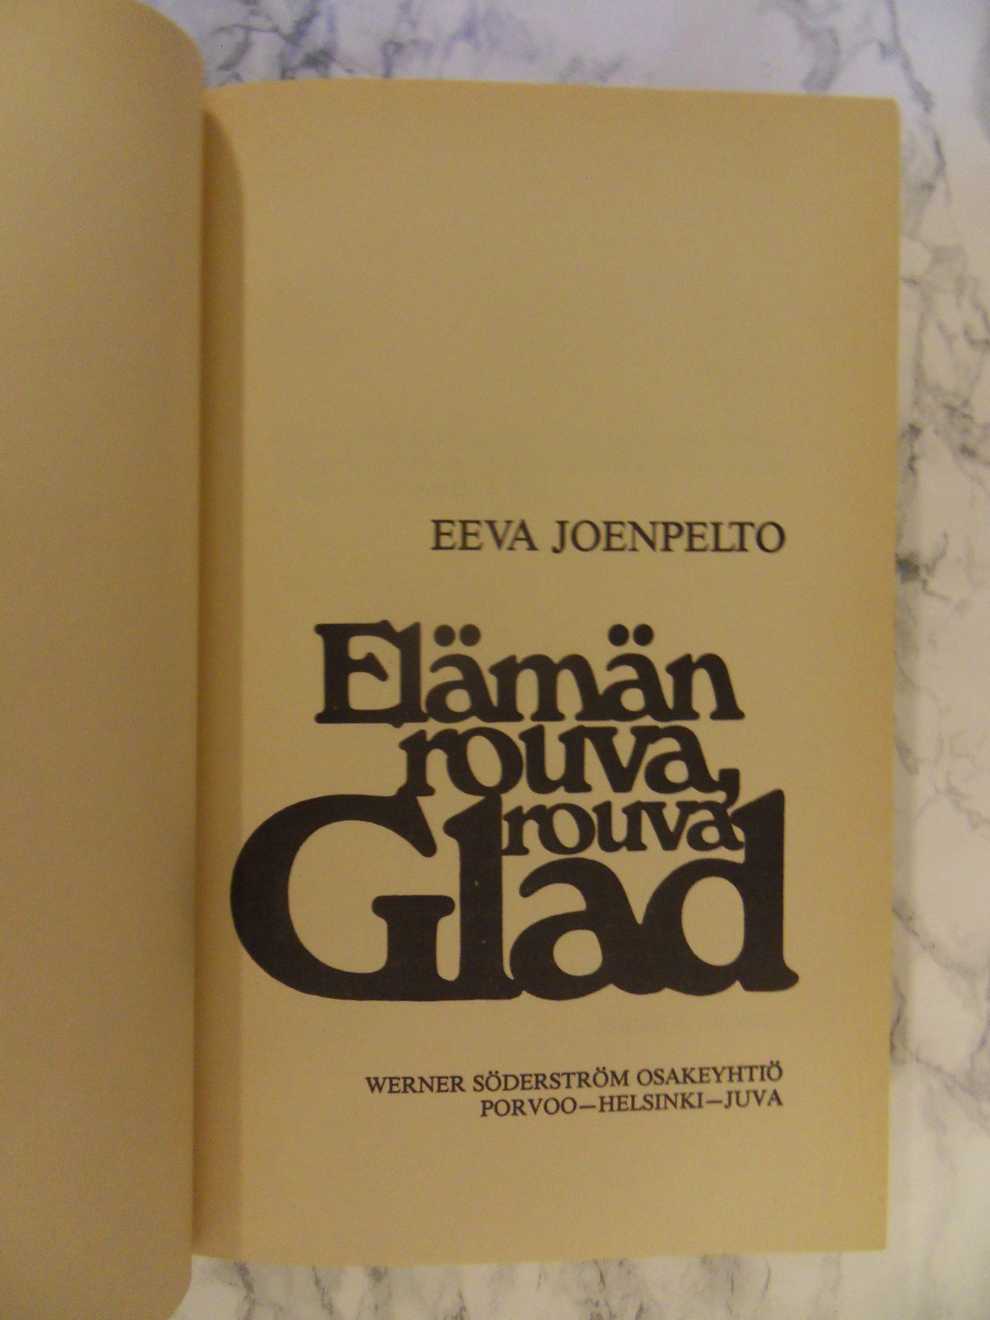 EEVA JOENPELTO
Elämän
rouva,
rouva
Glad
WERNER SÖDERSTRÖM OSAKEYHTIÖ
PORVOO–HELSINKI–JUVA